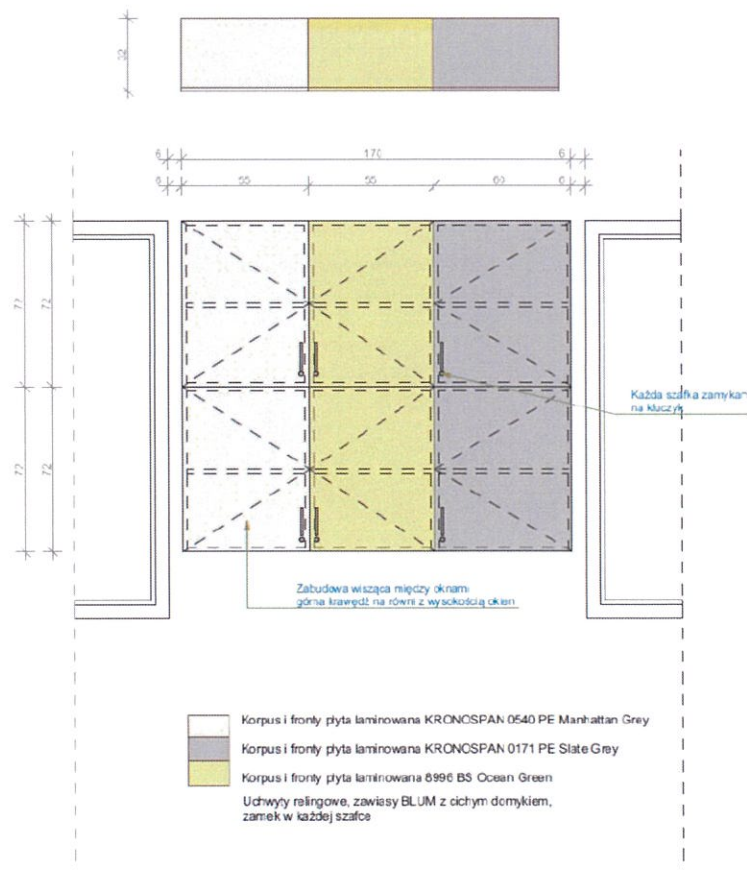 32
6 170 6
6 55 55 60 6
72 72
72 72
Każda szafka zamykan
na kluczyk
Zabudowa wisząca między oknami
górna krawędź na równi z wysokością okien
Korpus i fronty płyta laminowana KRONOSPAN 0540 PE Manhattan Grey
Korpus i fronty płyta laminowana KRONOSPAN 0171 PE Slate Grey
Korpus i fronty płyta laminowana 8996 BS Ocean Green
Uchwyty relingowe, zawiasy BLUM z cichym domykiem,
zamek w każdej szafce